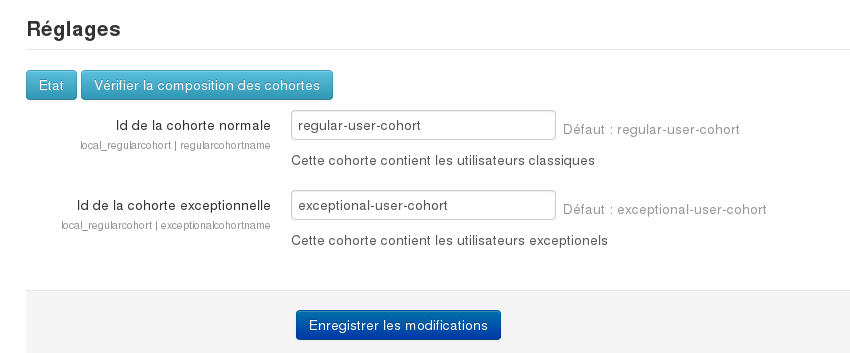 Réglages
Etat Vérifier la composition des cohortes
Id de la cohorte normale regular-user-cohort Défaut : regular-user-cohort
local_regularcohort | regularcohortname
Cette cohorte contient les utilisateurs classiques
Id de la cohorte exceptionnelle exceptional-user-cohort Défaut : exceptional-user-cohort
local_regularcohort | exceptionalcohortname
Cette cohorte contient les utilisateurs exceptionels
Enregistrer les modifications